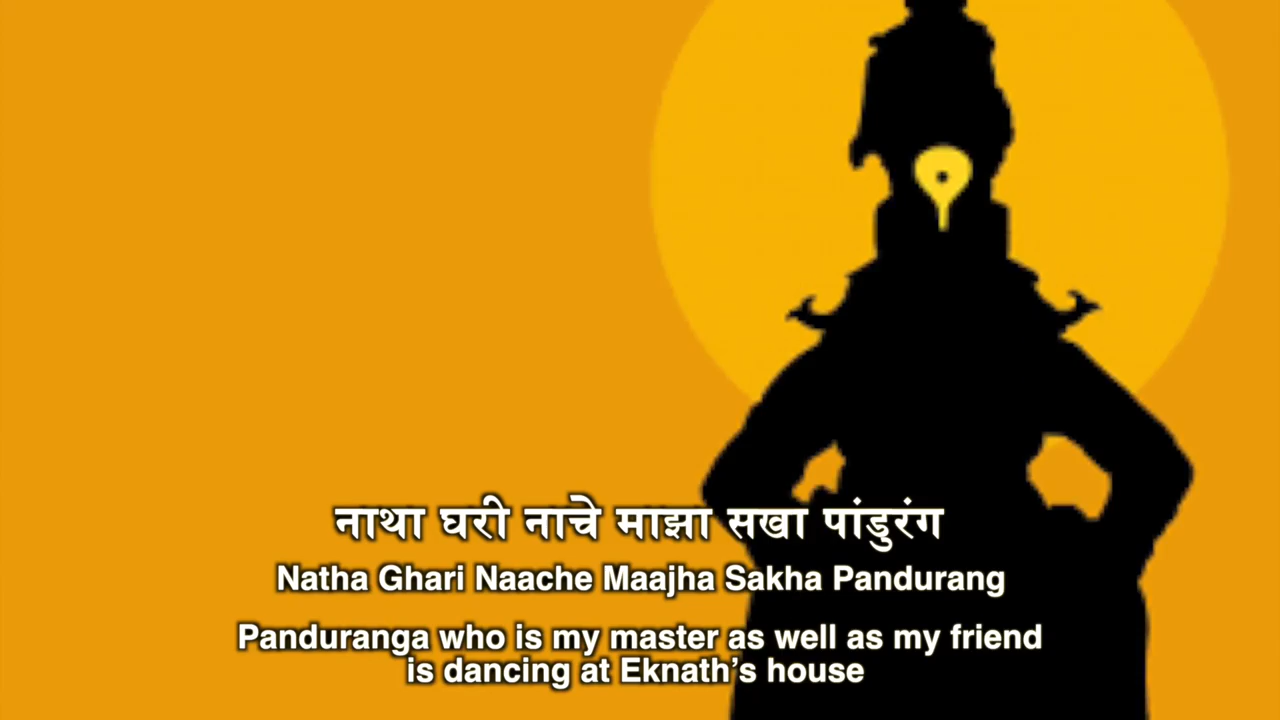 नाथा घरी नाचे माझा सखा पांडुरंग
Natha Ghari Naache Maajha Sakha Pandurang
Panduranga who is my master as well as my friend
is dancing at Eknath’s house